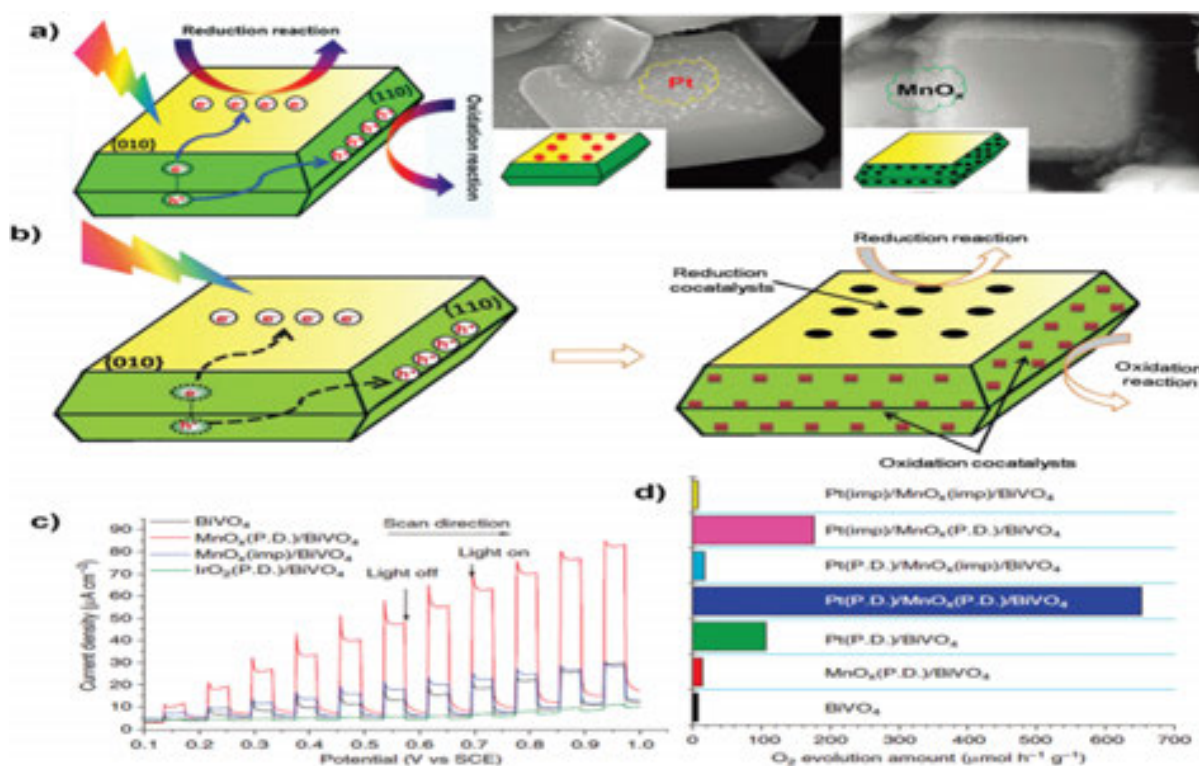 a)
Reduction reaction
e- e- e- e-
{010}
{110}
h+ h+ h+ h+
e-
h+
Oxidation reaction
Pt
MnOx
b)
e- e- e- e-
{010}
{110}
h+ h+ h+ h+
e-
h+
Reduction reaction
Reduction
cocatalysts
Oxidation
reaction
Oxidation cocatalysts
c)
Current density (μA cm⁻²)
90
80
70
60
50
40
30
20
10
0
BiVO₄
MnOₓ(P.D.)/BiVO₄
MnOₓ(imp)/BiVO₄
IrO₂(P.D.)/BiVO₄
Scan direction
Light on
Light off
0.1 0.2 0.3 0.4 0.5 0.6 0.7 0.8 0.9 1.0
Potential (V vs SCE)
d)
Pt(imp)/MnOₓ(imp)/BiVO₄
Pt(imp)/MnOₓ(P.D.)/BiVO₄
Pt(P.D.)/MnOₓ(imp)/BiVO₄
Pt(P.D.)/MnOₓ(P.D.)/BiVO₄
Pt(P.D.)/BiVO₄
MnOₓ(P.D.)/BiVO₄
BiVO₄
0 100 200 300 400 500 600 700
O₂ evolution amount (μmol h⁻¹ g⁻¹)